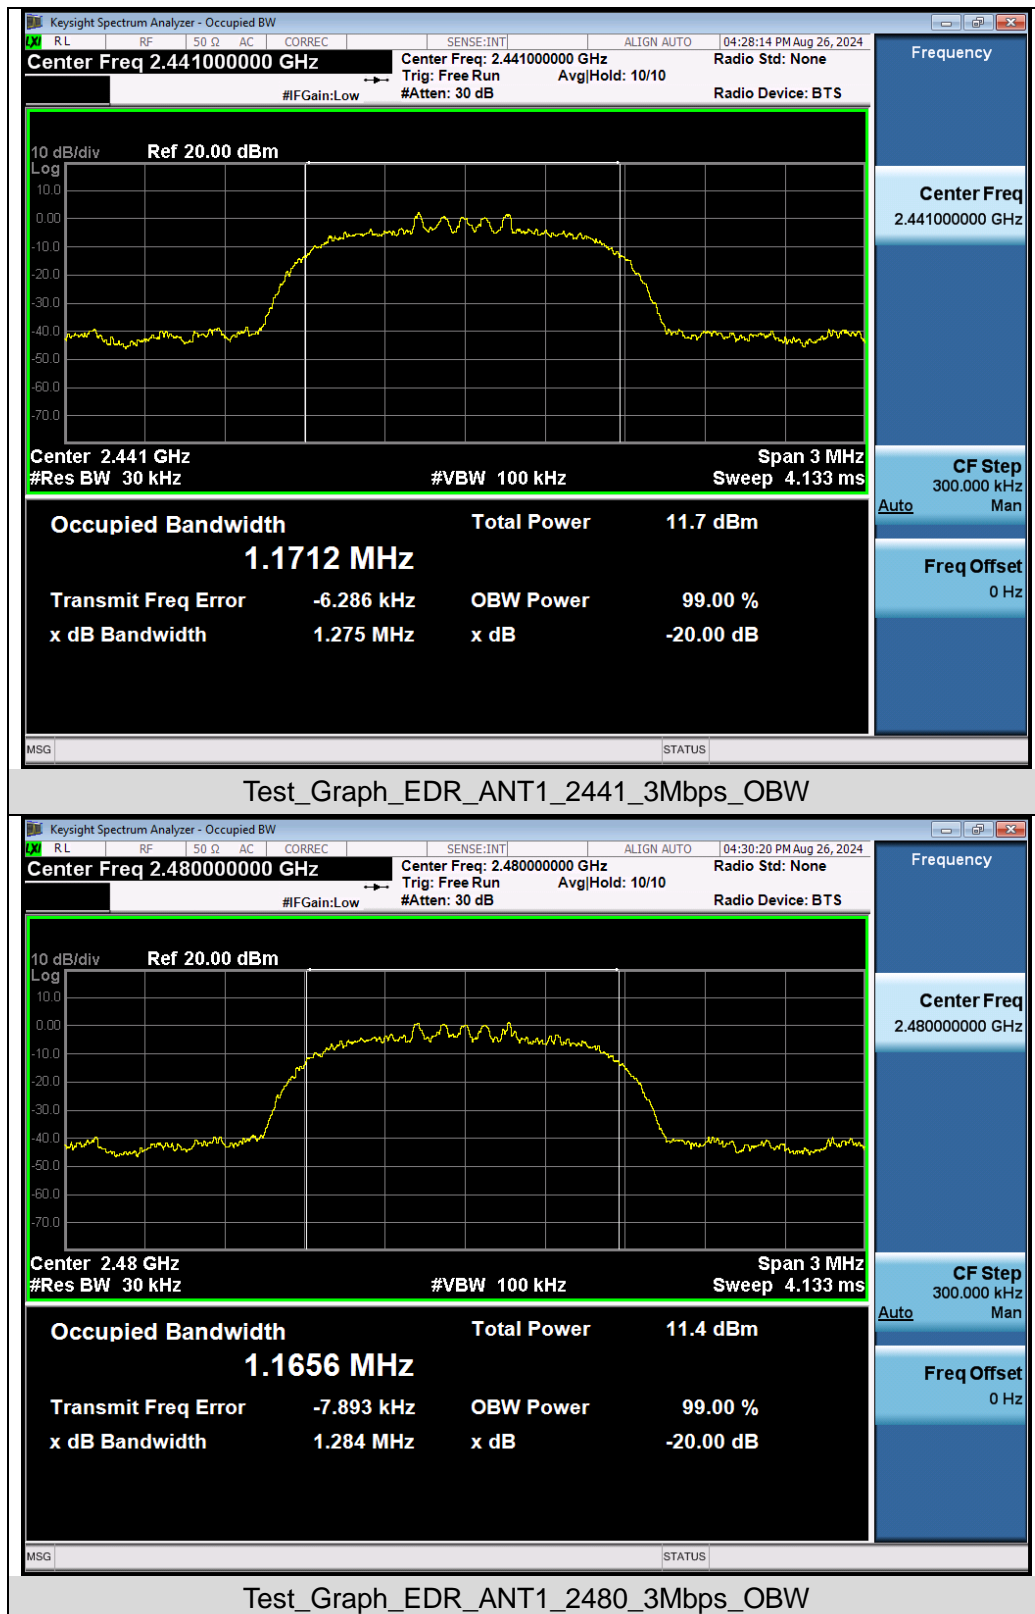 Keysight Spectrum Analyzer - Occupied BW
LXI RL RF 50 Ω AC CORREC SENSE:INT ALIGN AUTO 04:28:14 PM Aug 26, 2024
Center Freq 2.441000000 GHz Center Freq: 2.441000000 GHz Radio Std: None
Trig: Free Run Avg|Hold: 10/10
#IFGain:Low #Atten: 30 dB Radio Device: BTS
Frequency
10 dB/div Ref 20.00 dBm
Log
10.0
0.00
-10.0
-20.0
-30.0
-40.0
-50.0
-60.0
-70.0
Center 2.441 GHz Span 3 MHz
#Res BW 30 kHz #VBW 100 kHz Sweep 4.133 ms
Center Freq
2.441000000 GHz
CF Step
300.000 kHz
Auto Man
Freq Offset
0 Hz
Occupied Bandwidth Total Power 11.7 dBm
1.1712 MHz
Transmit Freq Error -6.286 kHz OBW Power 99.00 %
x dB Bandwidth 1.275 MHz x dB -20.00 dB
MSG STATUS
Test_Graph_EDR_ANT1_2441_3Mbps_OBW
Keysight Spectrum Analyzer - Occupied BW
LXI RL RF 50 Ω AC CORREC SENSE:INT ALIGN AUTO 04:30:20 PM Aug 26, 2024
Center Freq 2.480000000 GHz Center Freq: 2.480000000 GHz Radio Std: None
Trig: Free Run Avg|Hold: 10/10
#IFGain:Low #Atten: 30 dB Radio Device: BTS
Frequency
10 dB/div Ref 20.00 dBm
Log
10.0
0.00
-10.0
-20.0
-30.0
-40.0
-50.0
-60.0
-70.0
Center 2.48 GHz Span 3 MHz
#Res BW 30 kHz #VBW 100 kHz Sweep 4.133 ms
Center Freq
2.480000000 GHz
CF Step
300.000 kHz
Auto Man
Freq Offset
0 Hz
Occupied Bandwidth Total Power 11.4 dBm
1.1656 MHz
Transmit Freq Error -7.893 kHz OBW Power 99.00 %
x dB Bandwidth 1.284 MHz x dB -20.00 dB
MSG STATUS
Test_Graph_EDR_ANT1_2480_3Mbps_OBW